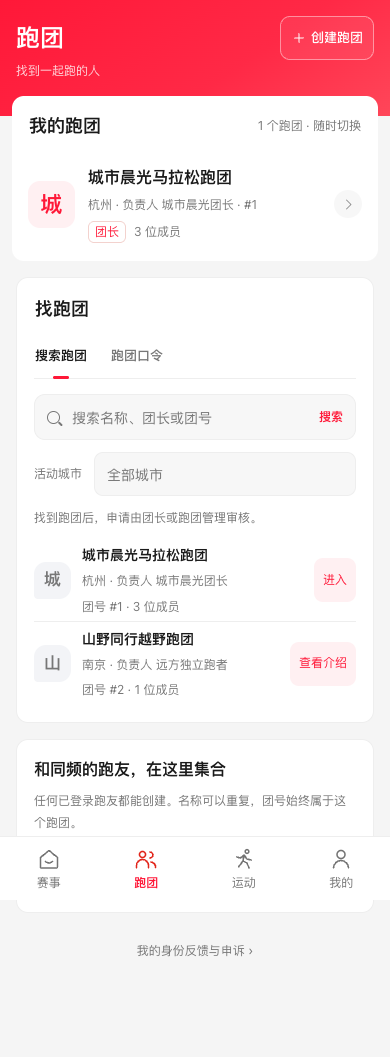 跑团
＋ 创建跑团
找到一起跑的人
我的跑团
1 个跑团 · 随时切换
城
城市晨光马拉松跑团
杭州 · 负责人 城市晨光团长 · #1
团长 3 位成员
找跑团
搜索跑团 跑团口令
搜索名称、团长或团号 搜索
活动城市 全部城市
找到跑团后，申请由团长或跑团管理审核。
城
城市晨光马拉松跑团
杭州 · 负责人 城市晨光团长
团号 #1 · 3 位成员
进入
山
山野同行越野跑团
南京 · 负责人 远方独立跑者
团号 #2 · 1 位成员
查看介绍
和同频的跑友，在这里集合
任何已登录跑友都能创建。名称可以重复，团号始终属于这
个跑团。
赛事 跑团 运动 我的
我的身份反馈与申诉 ›